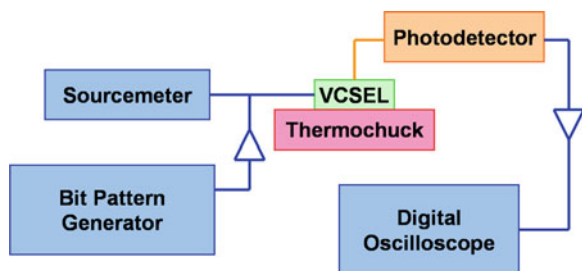 Photodetector
Sourcemeter
VCSEL
Thermochuck
Bit Pattern
Generator
Digital
Oscilloscope